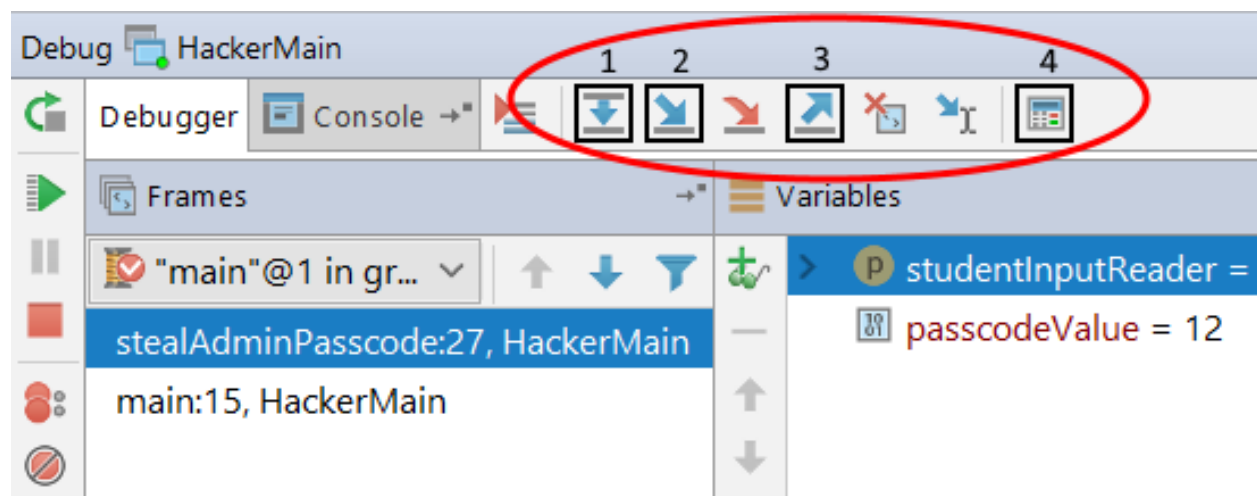 Debug HackerMain
1 2 3 4
Debugger Console
Frames
Variables
"main"@1 in gr...
studentInputReader =
stealAdminPasscode:27, HackerMain
passcodeValue = 12
main:15, HackerMain